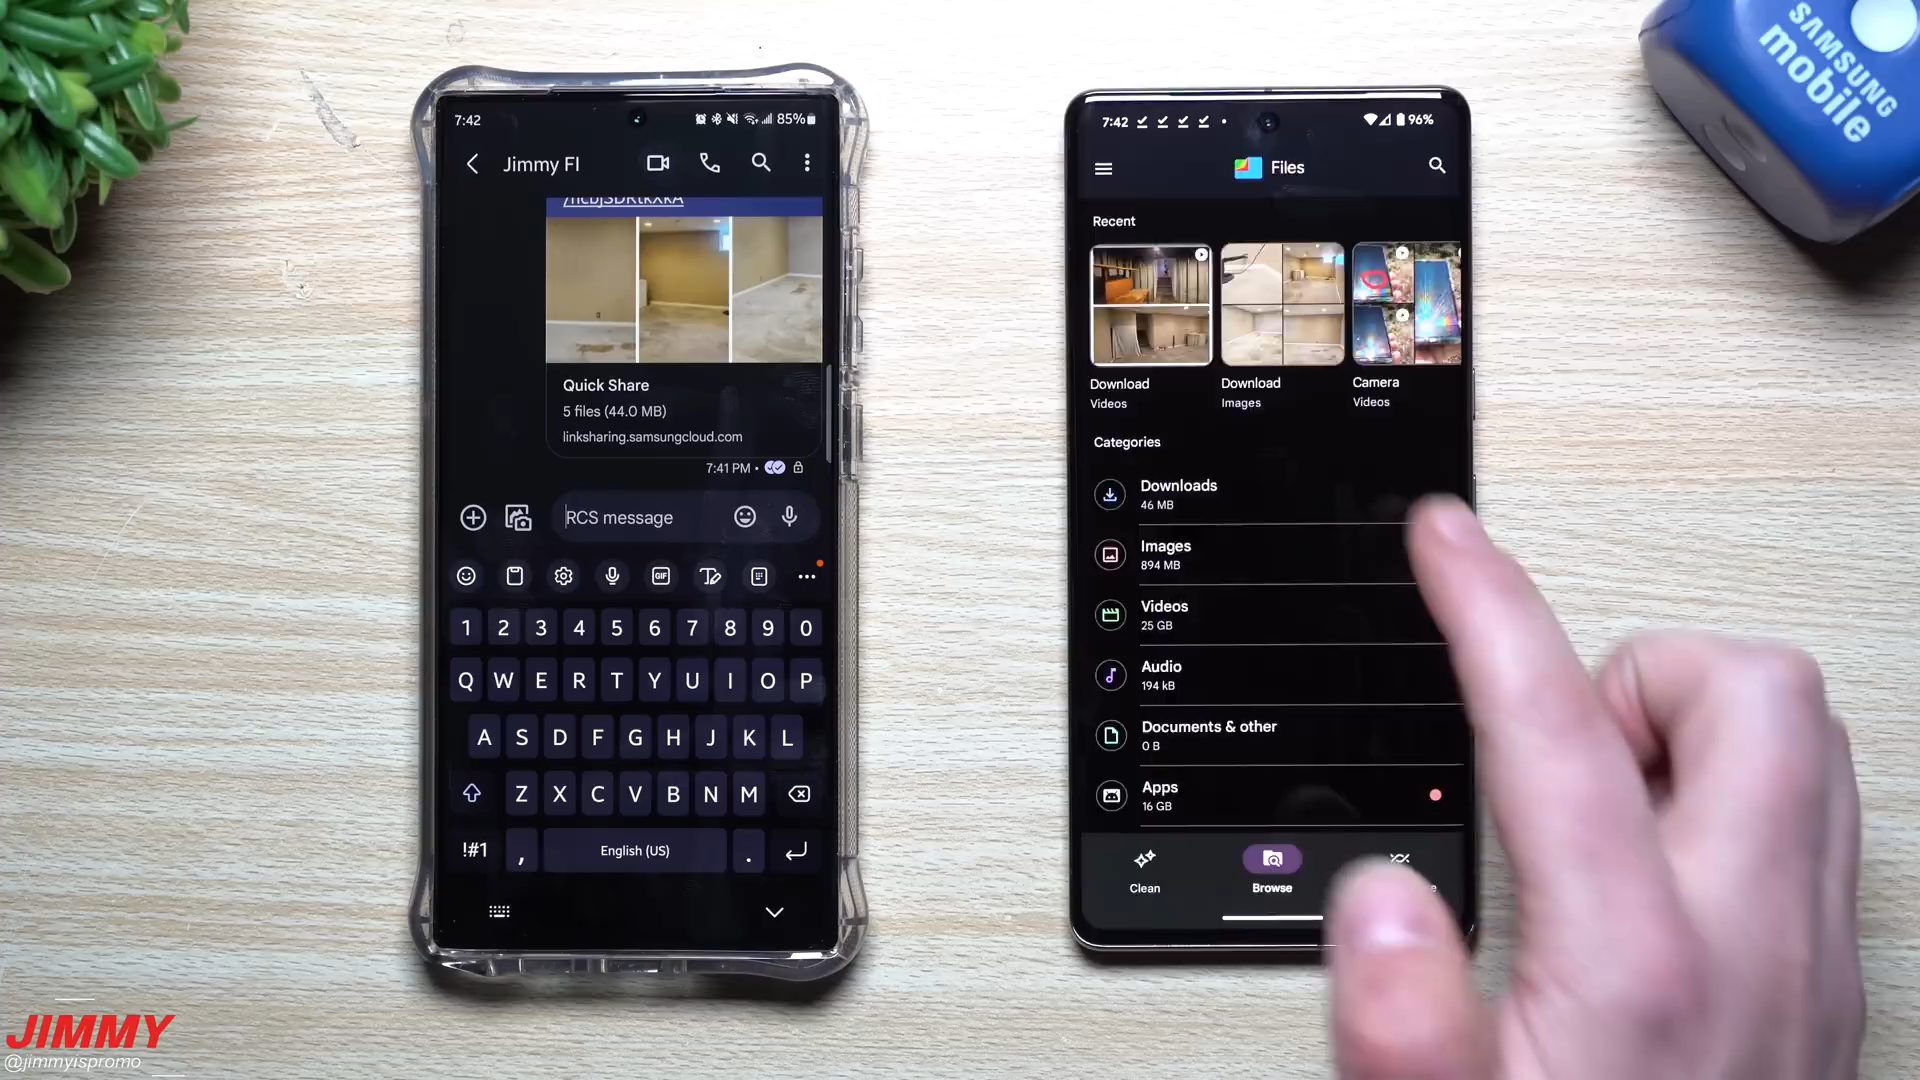 SAMSUNG
mobile
7:42
85%
Jimmy FI
Quick Share
5 files (44.0 MB)
linksharing.samsungcloud.com
7:41 PM •
RCS message
GIF
1 2 3 4 5 6 7 8 9 0
Q W E R T Y U I O P
A S D F G H J K L
Z X C V B N M
!#1 , English (US) .
7:42
96%
Files
Recent
Download
Videos
Download
Images
Camera
Videos
Categories
Downloads
46 MB
Images
894 MB
Videos
25 GB
Audio
194 kB
Documents & other
0 B
Apps
16 GB
Clean
Browse
JIMMY
@jimmyispromo